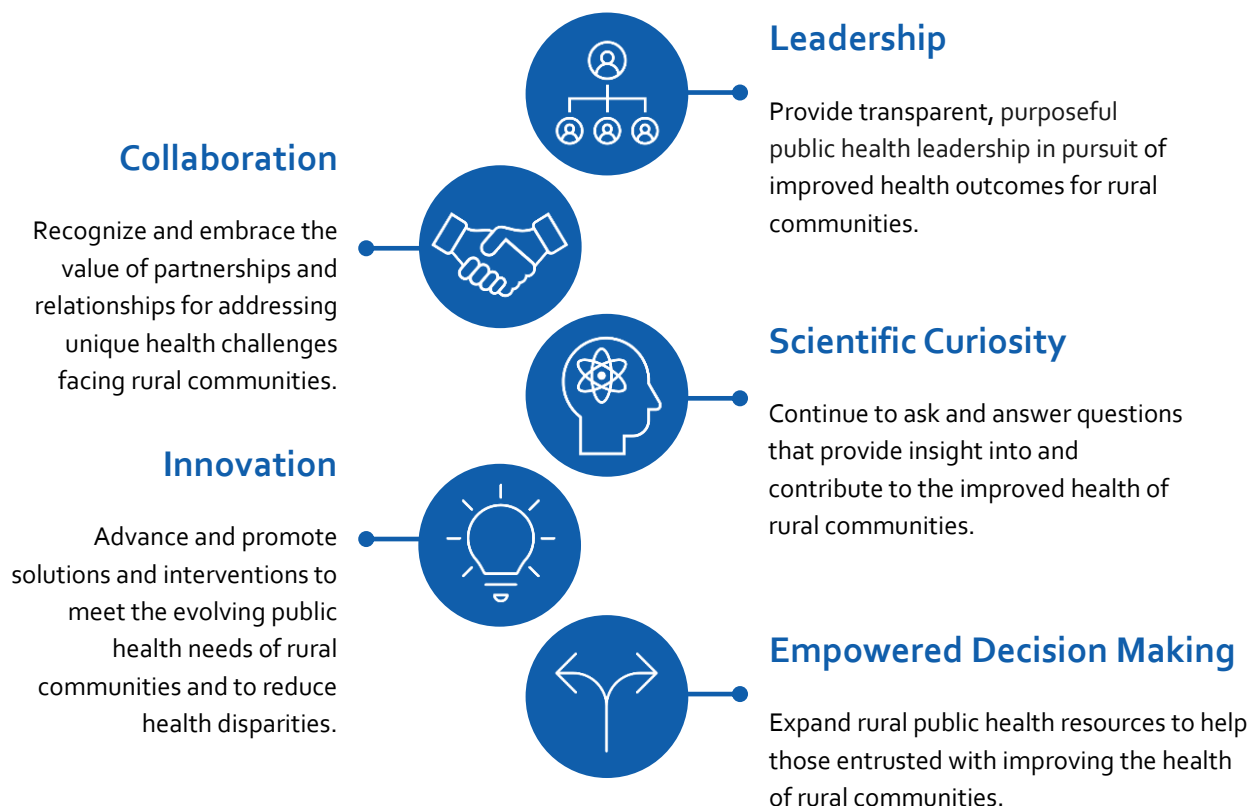 Leadership
Provide transparent, purposeful
public health leadership in pursuit of
improved health outcomes for rural
communities.
Collaboration
Recognize and embrace the
value of partnerships and
relationships for addressing
unique health challenges
facing rural communities.
Scientific Curiosity
Continue to ask and answer questions
that provide insight into and
contribute to the improved health of
rural communities.
Innovation
Advance and promote
solutions and interventions to
meet the evolving public
health needs of rural
communities and to reduce
health disparities.
Empowered Decision Making
Expand rural public health resources to help
those entrusted with improving the health
of rural communities.